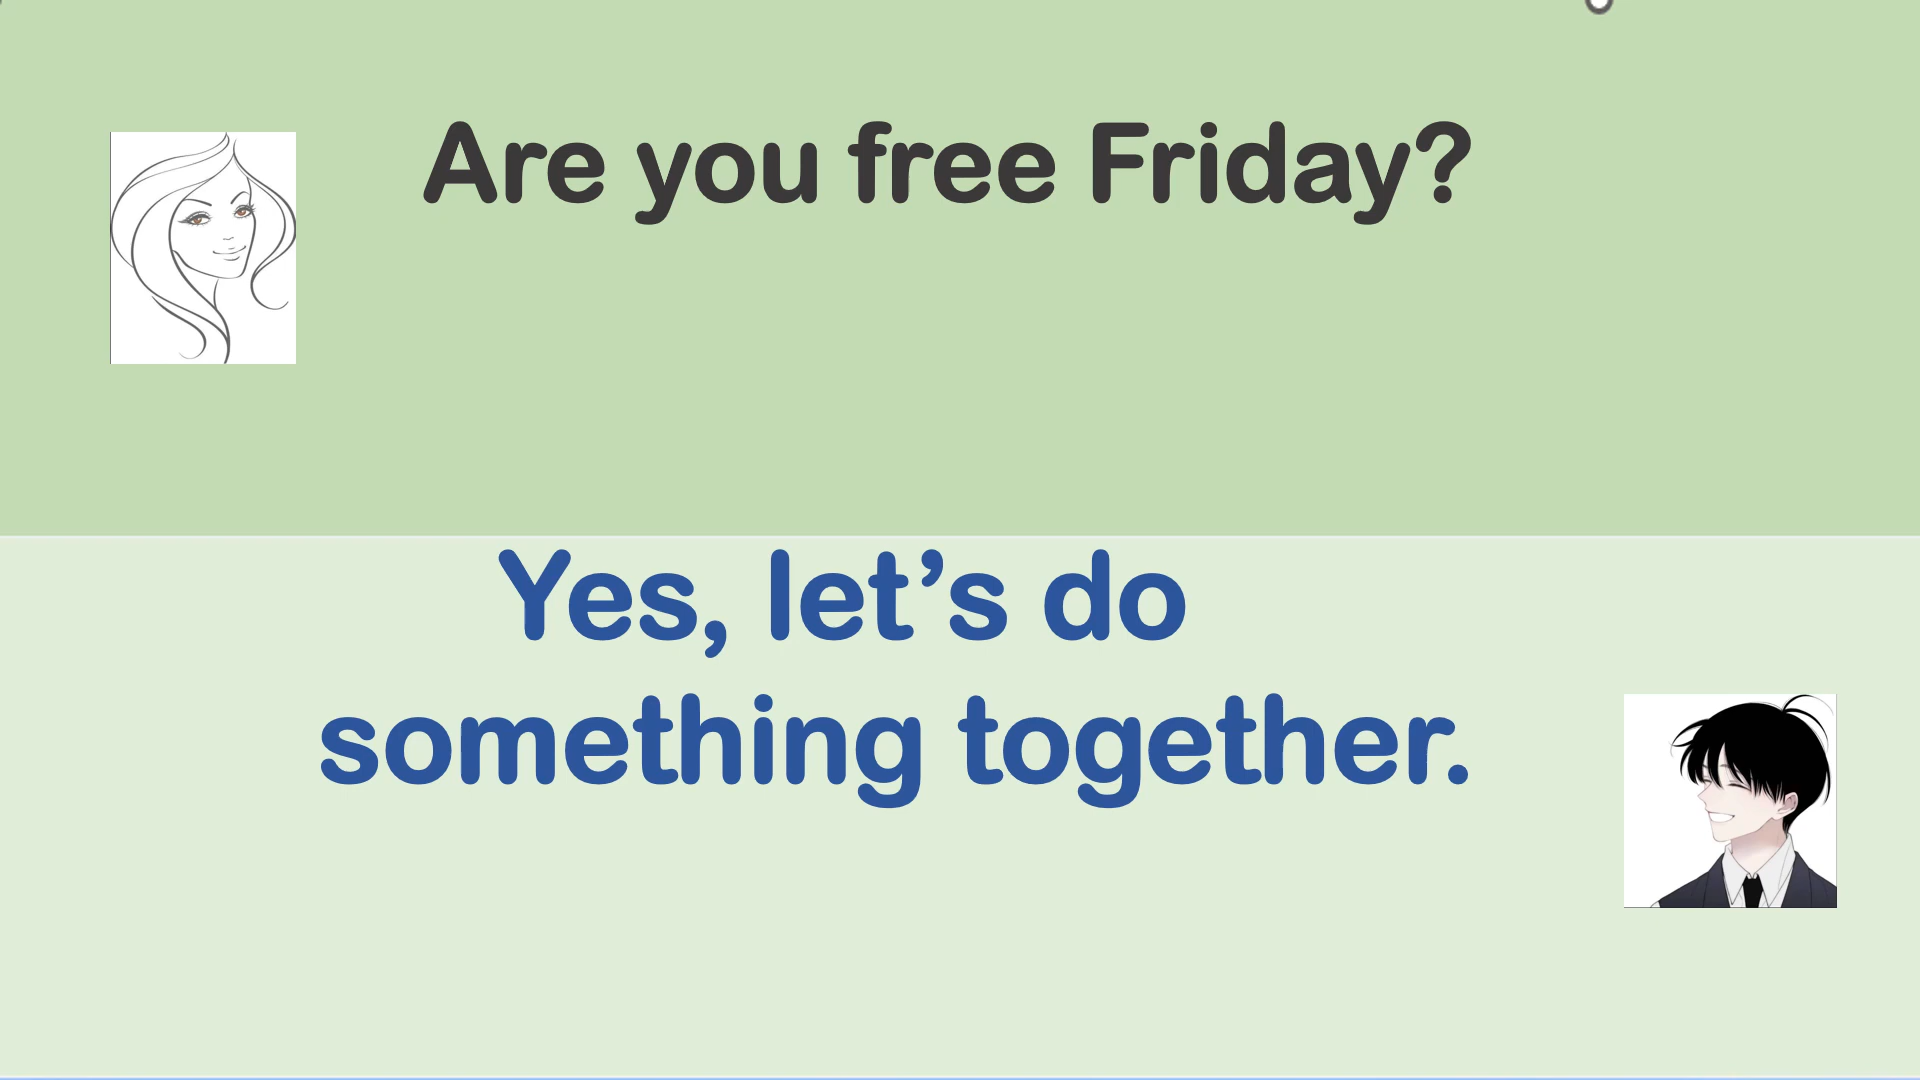 Are you free Friday?
Yes, let’s do
something together.